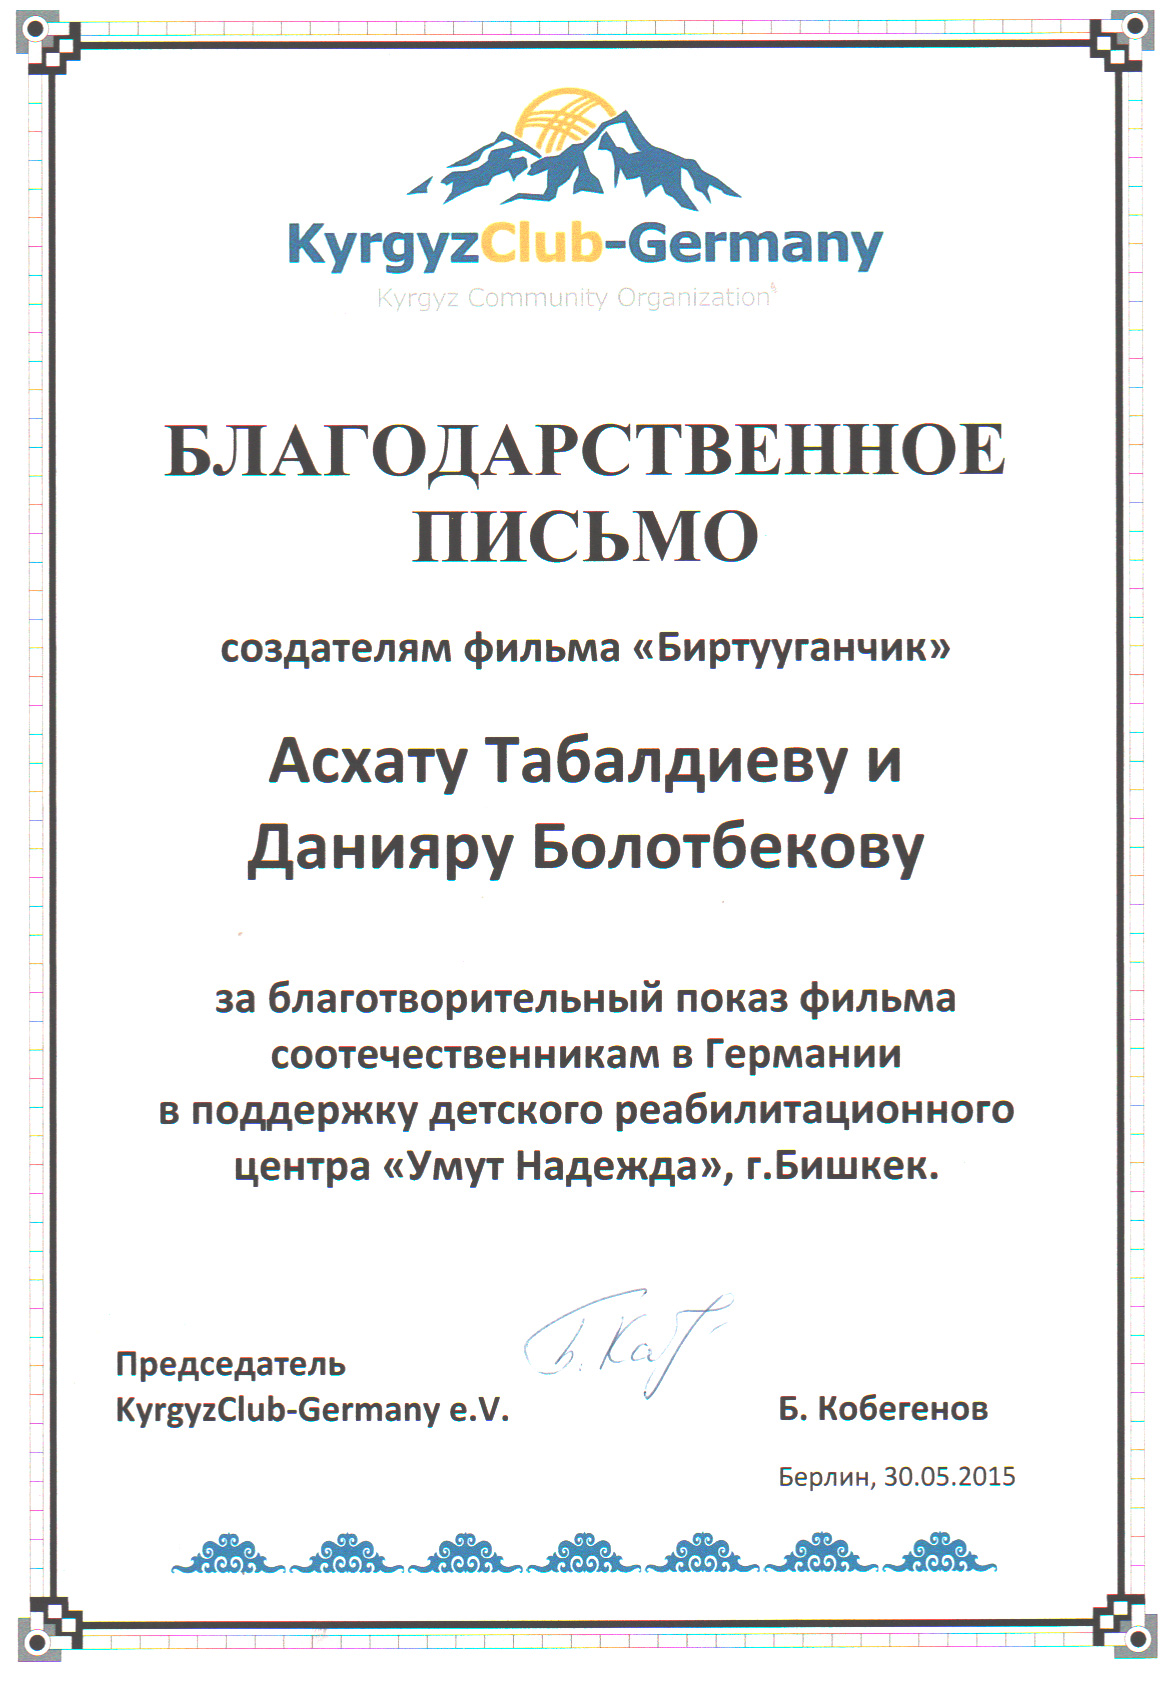 KyrgyzClub-Germany
Kyrgyz Community Organization
БЛАГОДАРСТВЕННОЕ
ПИСЬМО
создателям фильма «Биртууганчик»
Асхату Табалдиеву и
Данияру Болотбекову
за благотворительный показ фильма
соотечественникам в Германии
в поддержку детского реабилитационного
центра «Умут Надежда», г.Бишкек.
Председатель
KyrgyzClub-Germany e.V.
Б. Кобегенов
Берлин, 30.05.2015